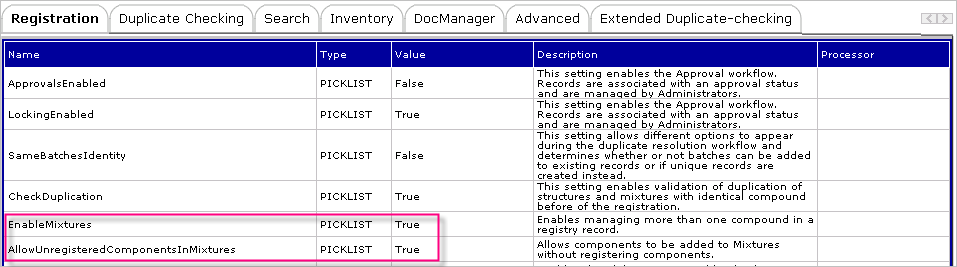 Registration Duplicate Checking Search Inventory DocManager Advanced Extended Duplicate-checking
Name Type Value Description Processor
ApprovalsEnabled PICKLIST False This setting enables the Approval workflow.
Records are associated with an approval status
and are managed by Administrators.
LockingEnabled PICKLIST True This setting enables the Approval workflow.
Records are associated with an approval status
and are managed by Administrators.
SameBatchesIdentity PICKLIST False This setting allows different options to appear
during the duplicate resolution workflow and
determines whether or not batches can be added
to existing records or if unique records are
created instead.
CheckDuplication PICKLIST True This setting enables validation of duplication of
structures and mixtures with identical compound
before of the registration.
EnableMixtures PICKLIST True Enables managing more than one compound in a
registry record.
AllowUnregisteredComponentsInMixtures PICKLIST True Allows components to be added to Mixtures
without registering components.